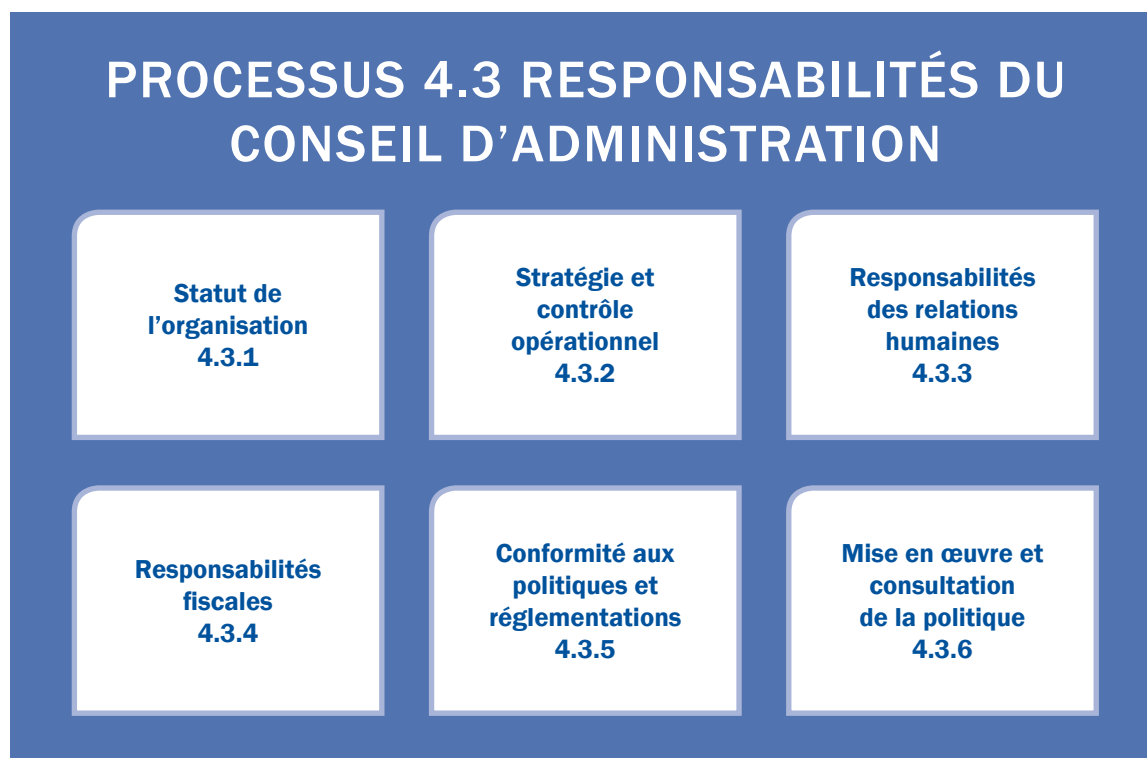 PROCESSUS 4.3 RESPONSABILITÉS DU
CONSEIL D’ADMINISTRATION
Statut de
l’organisation
4.3.1
Stratégie et
contrôle
opérationnel
4.3.2
Responsabilités
des relations
humaines
4.3.3
Responsabilités
fiscales
4.3.4
Conformité aux
politiques et
réglementations
4.3.5
Mise en œuvre et
consultation
de la politique
4.3.6